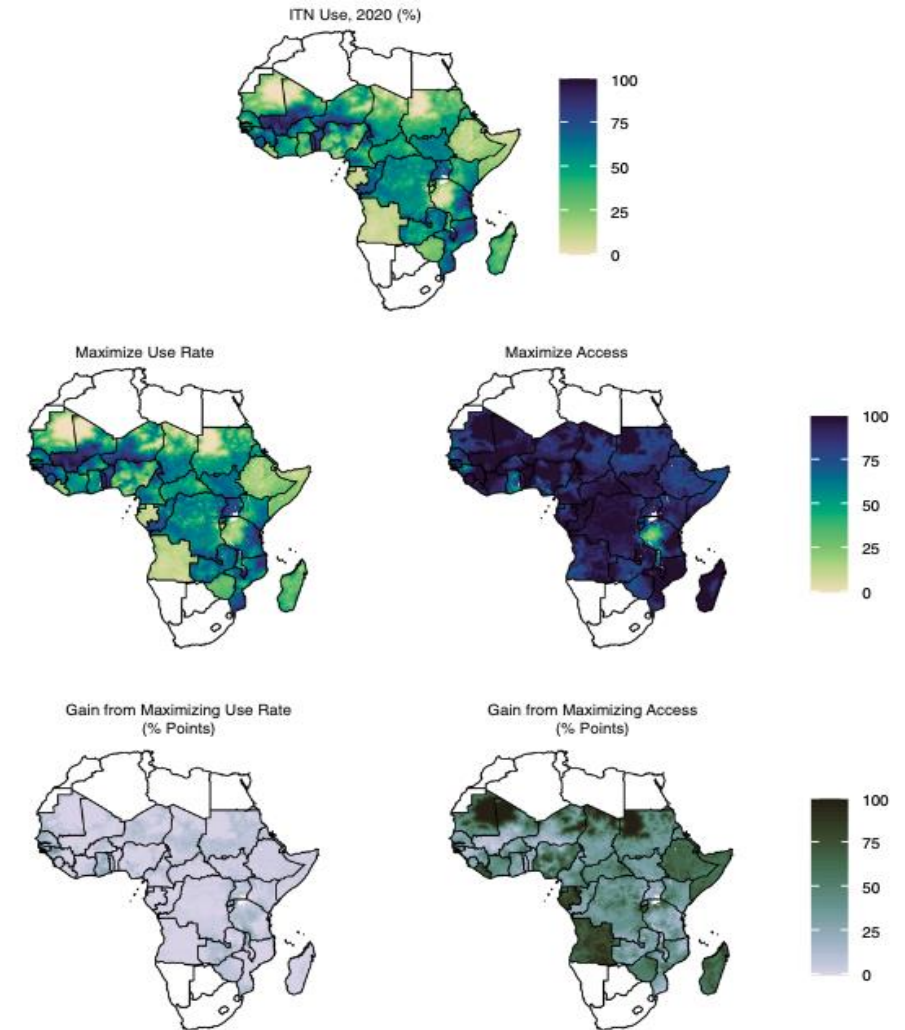 ITN Use, 2020 (%)
100
75
50
25
0
Maximize Use Rate
Maximize Access
100
75
50
25
0
Gain from Maximizing Use Rate
(% Points)
Gain from Maximizing Access
(% Points)
100
75
50
25
0